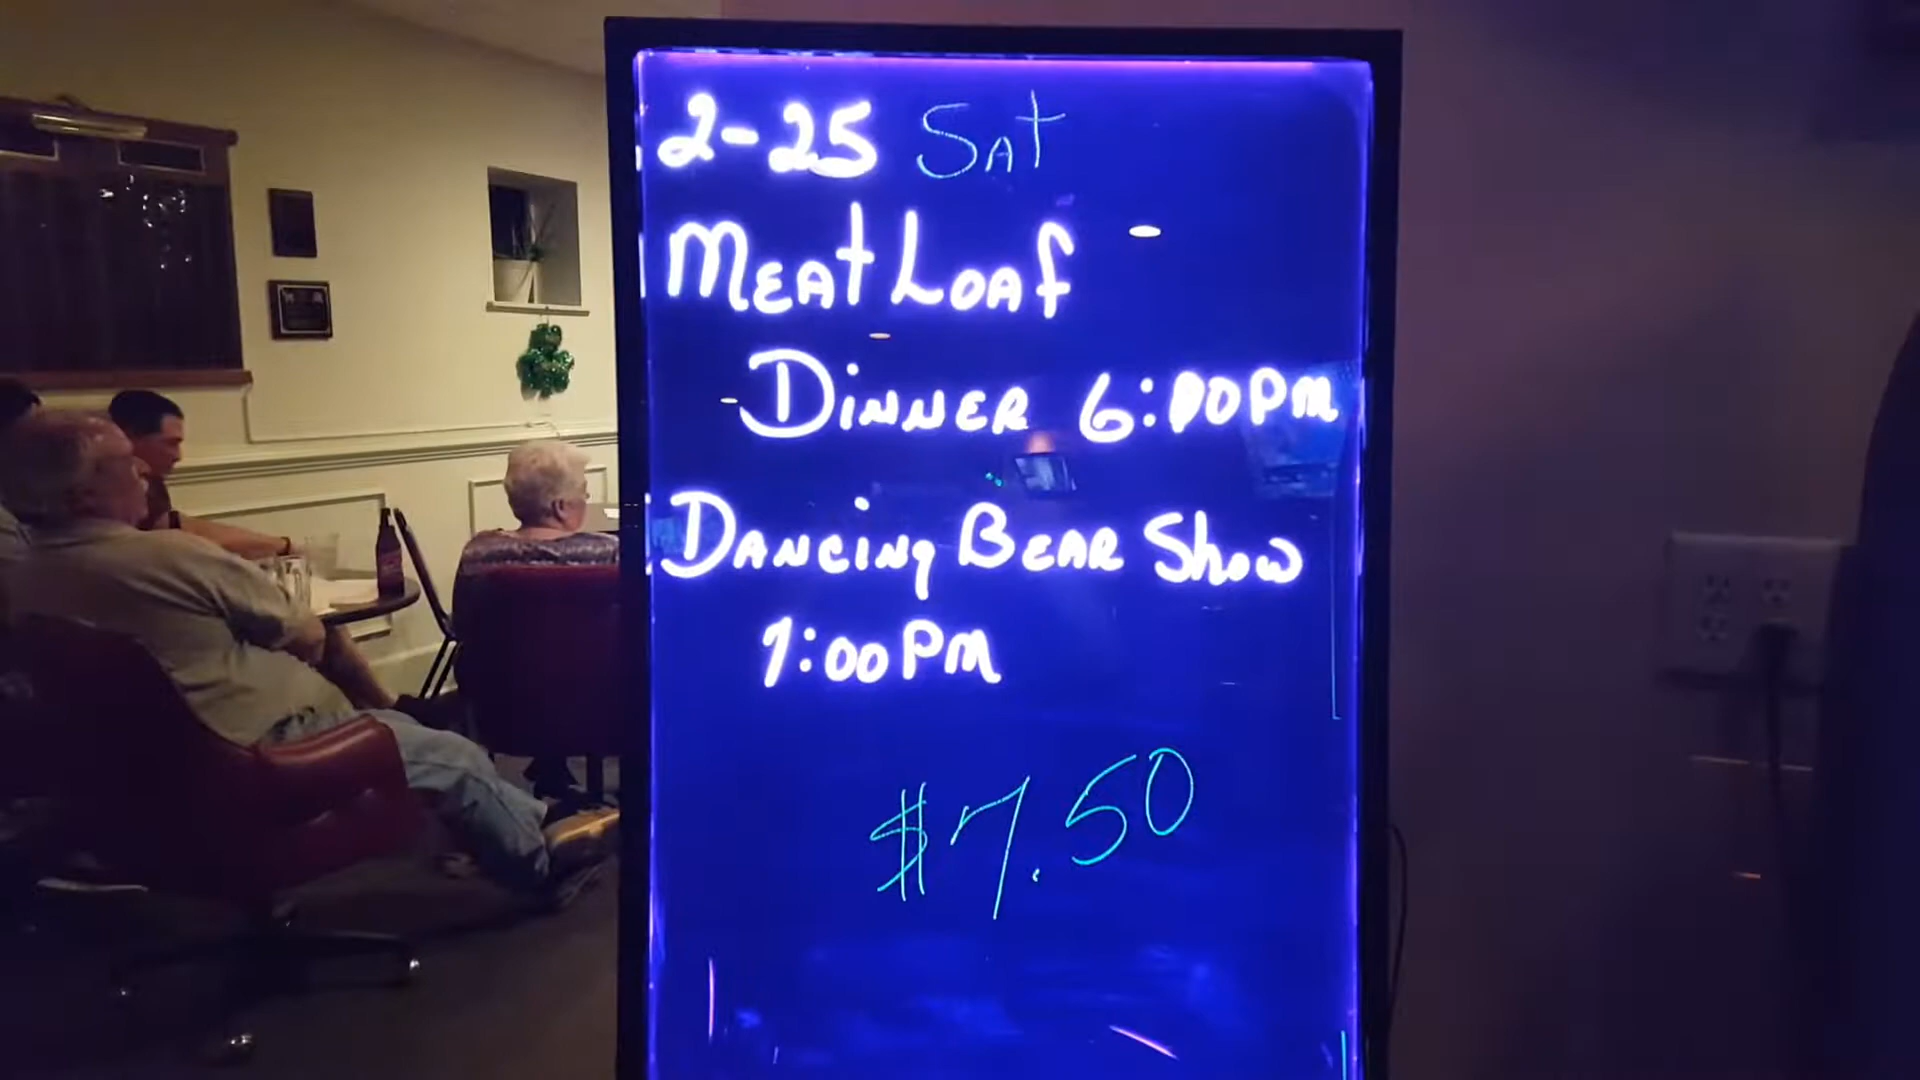 2-25 Sat
Meat Loaf
- Dinner 6:00PM
Dancing Bear Show
7:00PM
$7.50